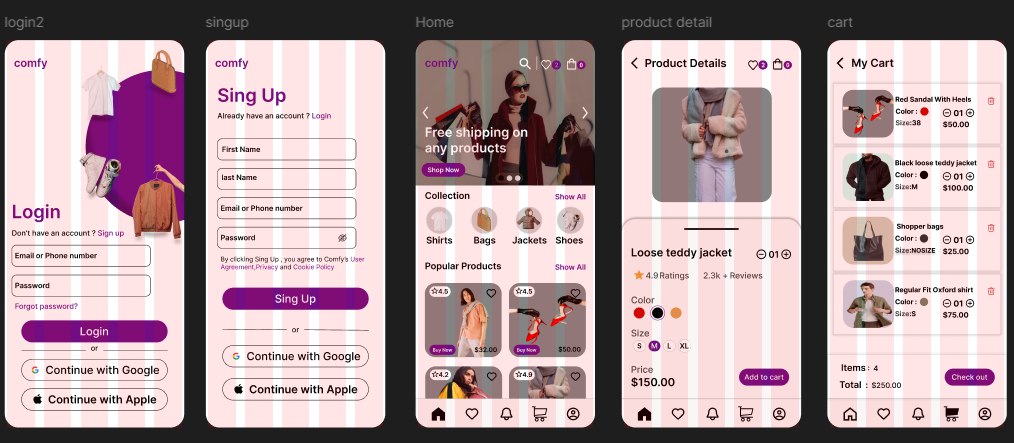 login2
comfy
Login
Don't have an account ? Sign up
Email or Phone number
Password
Forgot password?
Login
or
Continue with Google
Continue with Apple
singup
comfy
Sing Up
Already have an account ? Login
First Name
last Name
Email or Phone number
Password
By clicking Sing Up , you agree to Comfy's User
Agreement,Privacy and Cookie Policy
Sing Up
or
Continue with Google
Continue with Apple
Home
comfy
2
0
Free shipping on
any products
Shop Now
Collection
Show All
Shirts
Bags
Jackets
Shoes
Popular Products
Show All
4.5
Buy Now
$32.00
4.5
Buy Now
$50.00
4.2
4.9
product detail
Product Details
2
0
Loose teddy jacket
01
4.9 Ratings
2.3k + Reviews
Color
Size
S
M
L
XL
Price
$150.00
Add to cart
cart
My Cart
Red Sandal With Heels
Color :
01
Size:38
$50.00
Black loose teddy jacket
Color :
01
Size:M
$100.00
Shopper bags
Color :
01
Size:NOSIZE
$25.00
Regular Fit Oxford shirt
Color :
01
Size:S
$75.00
Items : 4
Total : $250.00
Check out